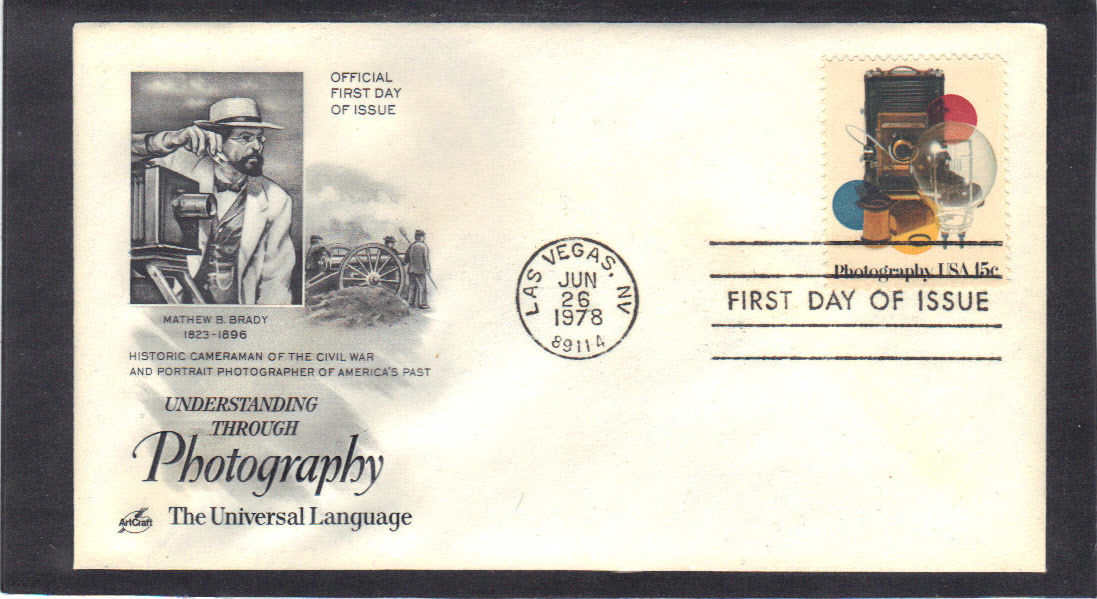 OFFICIAL
FIRST DAY
OF ISSUE
MATHEW B. BRADY
1823-1896
HISTORIC CAMERAMAN OF THE CIVIL WAR
AND PORTRAIT PHOTOGRAPHER OF AMERICA'S PAST
UNDERSTANDING
THROUGH
Photography
The Universal Language
ArtCraft
LAS VEGAS, NV
JUN
26
1978
89114
Photography USA 15c
FIRST DAY OF ISSUE